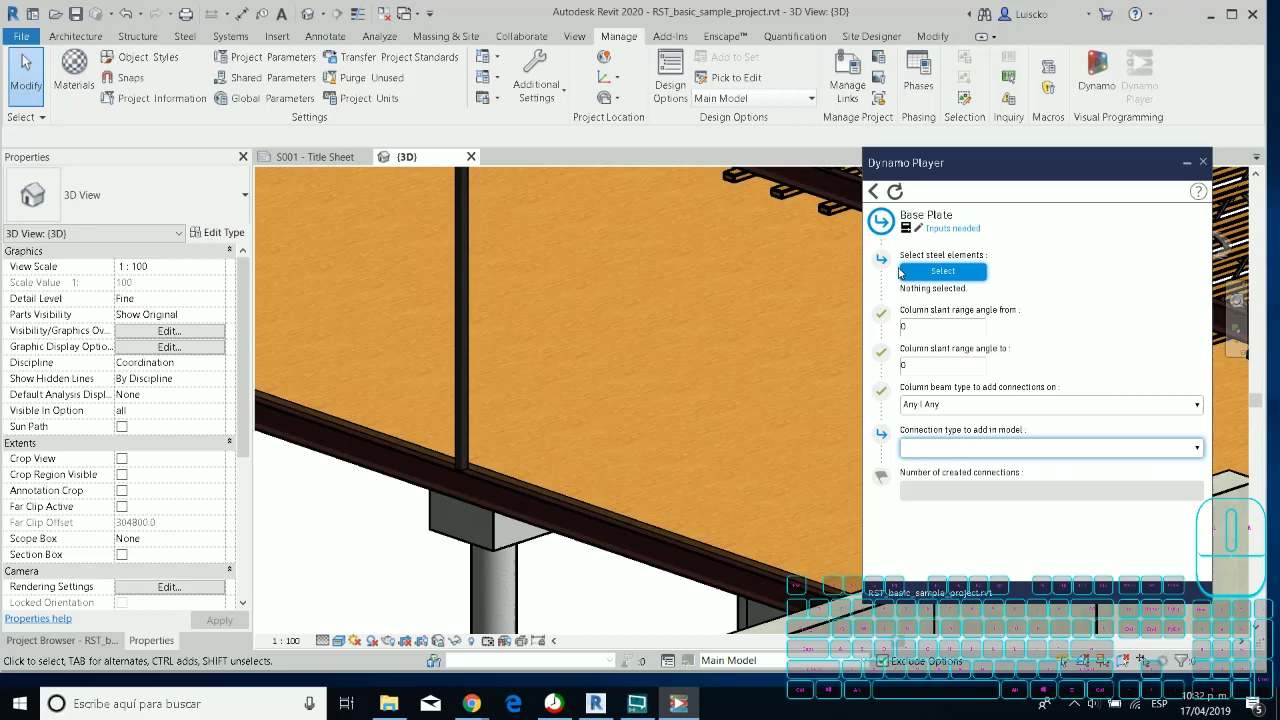 Autodesk Revit 2020 - RST_basic_sample_project.rvt - 3D View: {3D}
Luiscko
File Architecture Structure Steel Systems Insert Annotate Analyze Massing & Site Collaborate View Manage Add-Ins Enscape™ Quantification Site Designer Modify
Modify
Select
Materials
Object Styles
Snaps
Project Information
Project Parameters
Shared Parameters
Global Parameters
Transfer Project Standards
Purge Unused
Project Units
Settings
Additional
Settings
Project Location
Design
Options
Add to Set
Pick to Edit
Main Model
Design Options
Manage
Links
Manage Project
Phases
Phasing
Selection
Inquiry
Macros
Dynamo
Dynamo
Player
Visual Programming
Properties
S001 - Title Sheet
{3D}
3D View
3D View: {3D}
Edit Type
Graphics
View Scale 1 : 100
Scale Value 1: 100
Detail Level Fine
Parts Visibility Show Original
Visibility/Graphics Ov... Edit...
Graphic Display Optio... Edit...
Discipline Coordination
Show Hidden Lines By Discipline
Default Analysis Displ... None
Visible In Option all
Sun Path
Extents
Crop View
Crop Region Visible
Annotation Crop
Far Clip Active
Far Clip Offset 304800.0
Scope Box None
Section Box
Camera
Rendering Settings Edit...
Locked Orientation
Properties help
Apply
Project Browser - RST_b...
Properties
Dynamo Player
Base Plate
Inputs needed
Select steel elements :
Select
Nothing selected.
Column slant range angle from :
0
Column slant range angle to :
0
Column beam type to add connections on :
Any | Any
Connection type to add in model :
Number of created connections :
RST_basic_sample_project.rvt
1 : 100
Click to select, TAB for alternates, CTRL adds, SHIFT unselects.
:0
Main Model
Exclude Options
:0
Escribe aquí para buscar
ESP
10:32 p. m.
17/04/2019
5